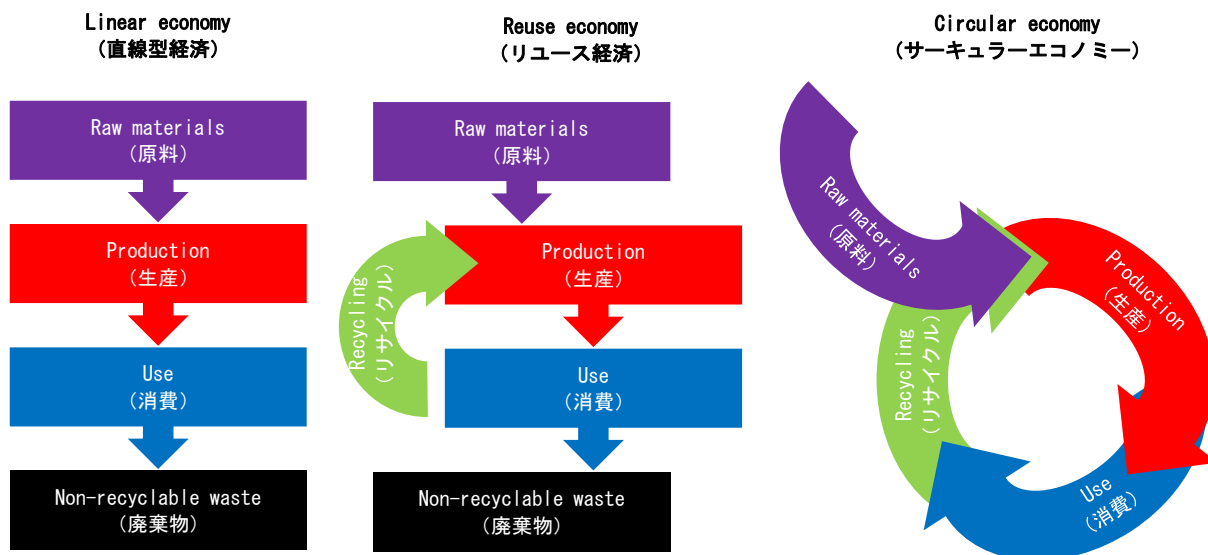 Linear economy
(直線型経済)
Raw materials
(原料)
Production
(生産)
Use
(消費)
Non-recyclable waste
(廃棄物)
Reuse economy
(リユース経済)
Raw materials
(原料)
Recycling
(リサイクル)
Production
(生産)
Use
(消費)
Non-recyclable waste
(廃棄物)
Circular economy
(サーキュラーエコノミー)
Raw materials
(原料)
Production
(生産)
Use
(消費)
Recycling
(リサイクル)